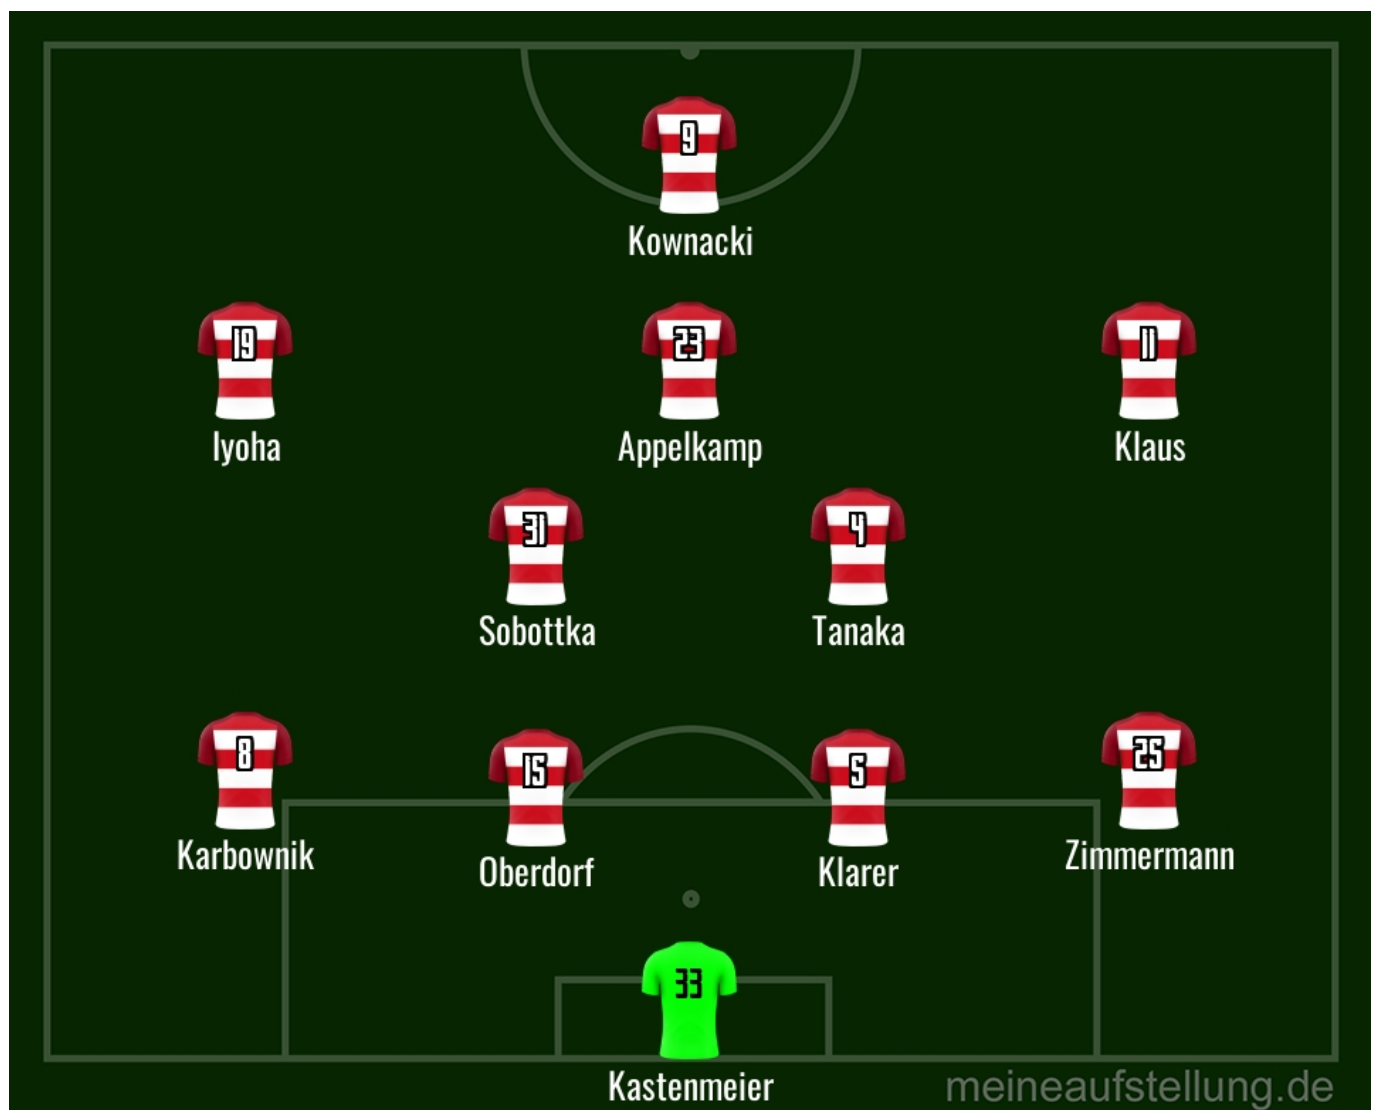 9
Kownacki
19
Iyoha
23
Appelkamp
11
Klaus
31
Sobottka
4
Tanaka
8
Karbownik
15
Oberdorf
5
Klarer
25
Zimmermann
33
Kastenmeier
meineaufstellung.de